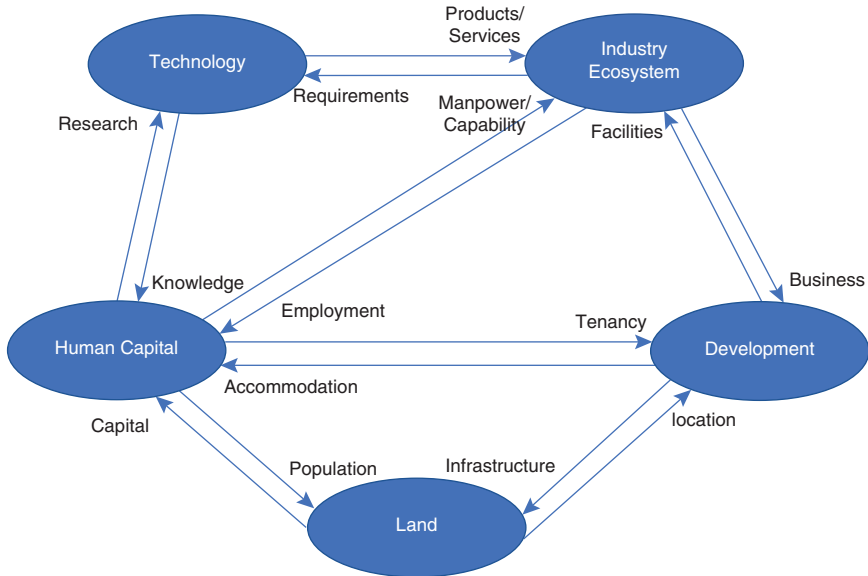 Products/
Services
Technology
Industry
Ecosystem
Requirements
Manpower/
Capability
Research
Facilities
Knowledge
Business
Employment
Tenancy
Human Capital
Development
Accommodation
Capital
location
Population
Infrastructure
Land